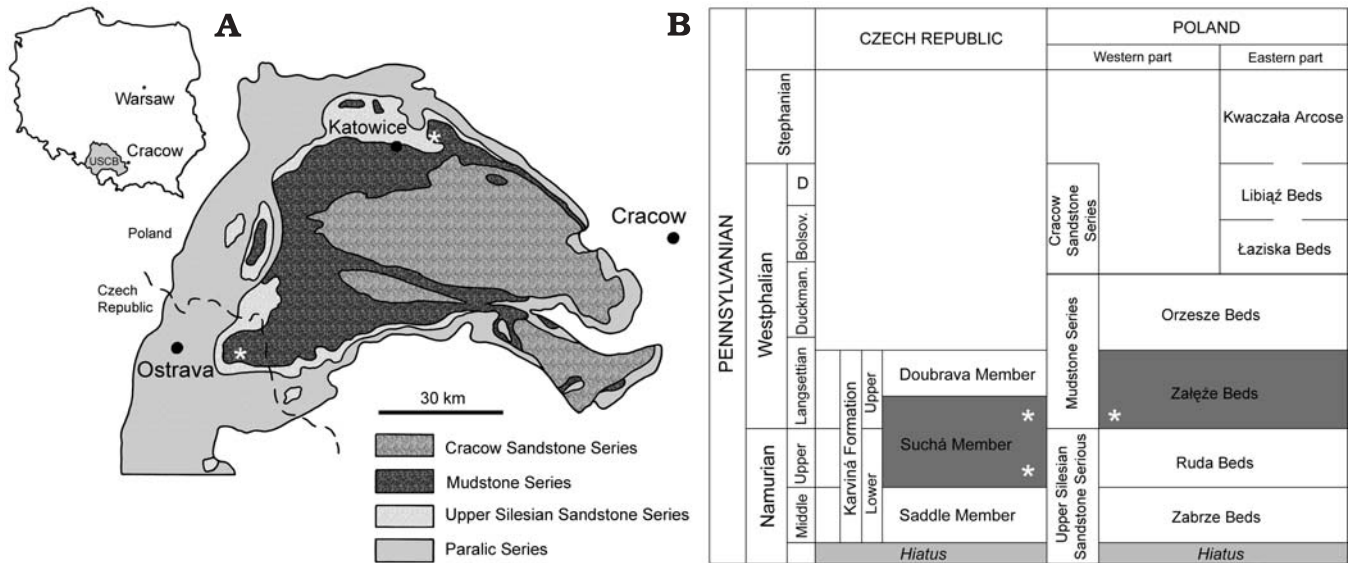 A
Warsaw
USCB
Cracow
Katowice
*
Cracow
Poland
Czech
Republic
*
Ostrava
30 km
Cracow Sandstone Series
Mudstone Series
Upper Silesian Sandstone Series
Paralic Series
B
PENNSYLVANIAN
CZECH REPUBLIC
POLAND
Western part
Eastern part
Stephanian
Kwaczała Arcose
Westphalian
D
Bolsov.
Duckman.
Langsettian
Cracow
Sandstone
Series
Libiąż Beds
Łaziska Beds
Mudstone Series
Orzesze Beds
Załęże Beds
*
Karviná Formation
Upper
Lower
Doubrava Member
Suchá Member
*
*
Saddle Member
Namurian
Upper
Middle
Upper Silesian
Sandstone Serious
Ruda Beds
Zabrze Beds
Hiatus
Hiatus